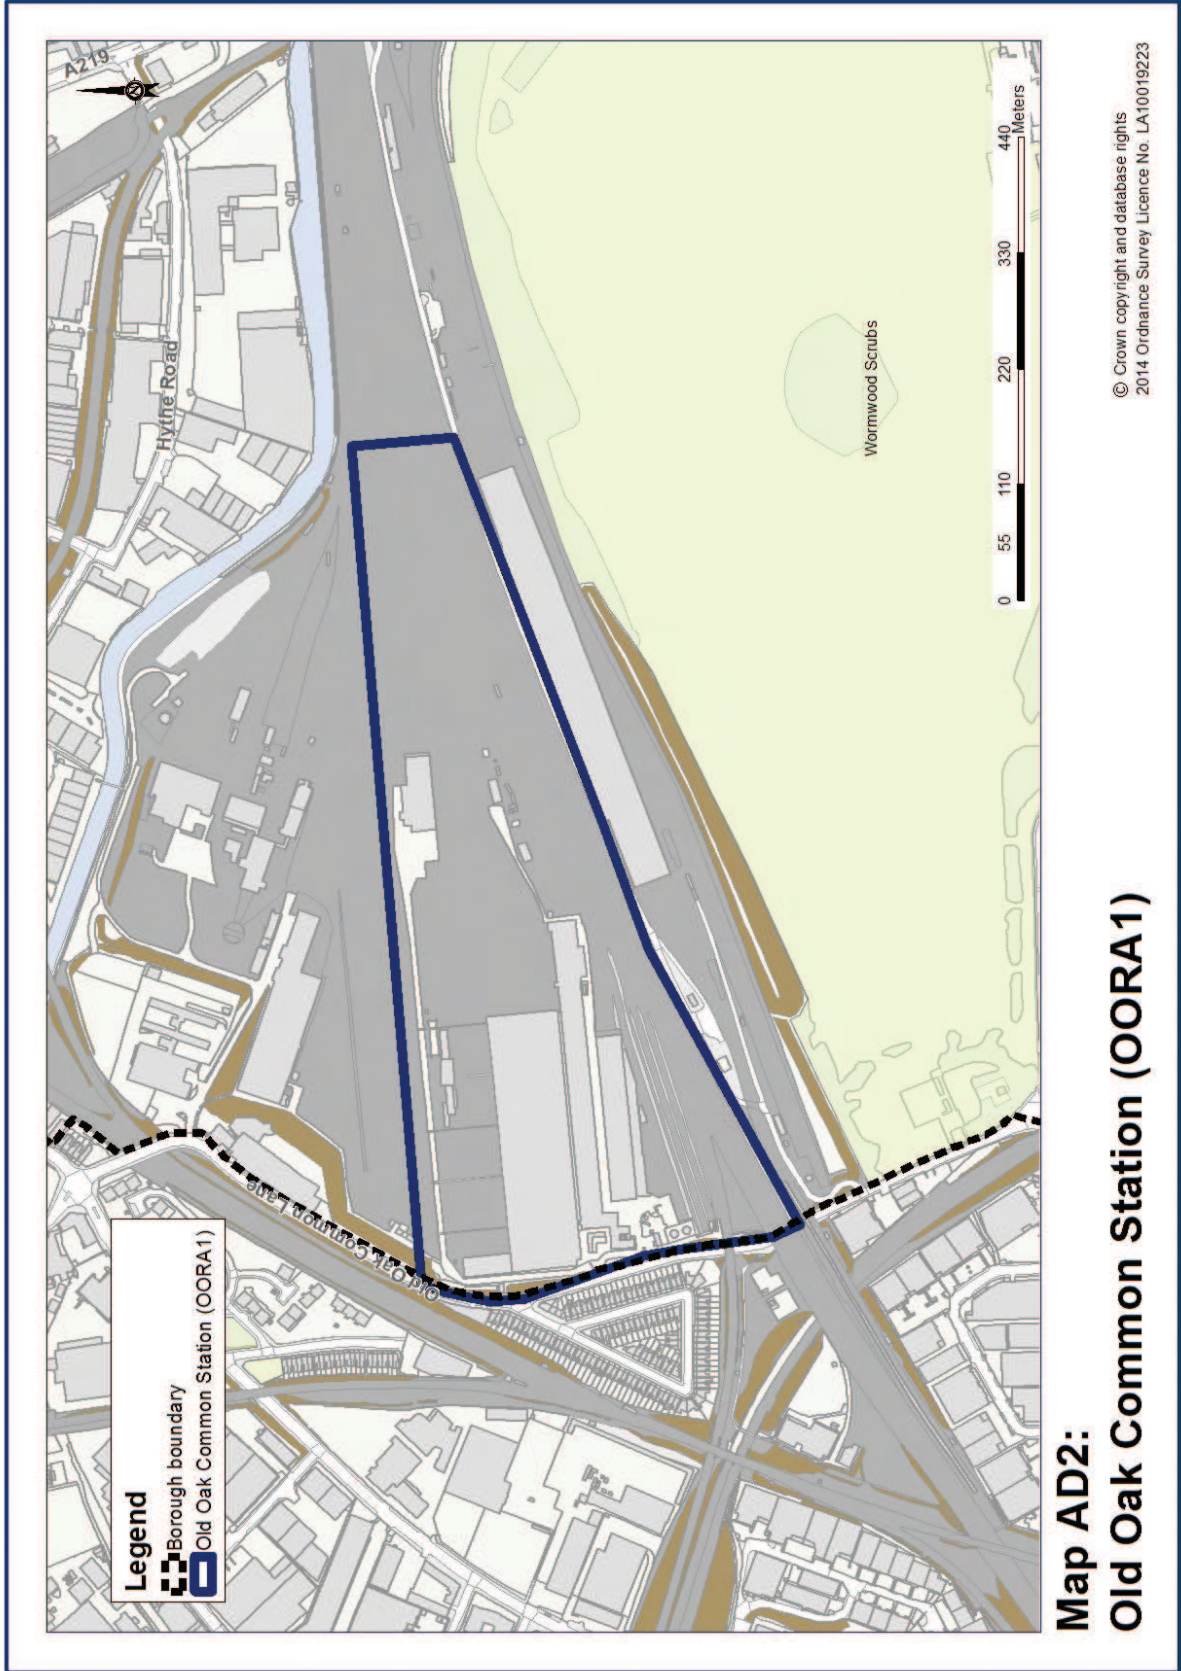 A219
N
Hythe Road
Old Oak Common Lane
Wormwood Scrubs
Legend
Borough boundary
Old Oak Common Station (OORA1)
0 55 110 220 330 440
Meters
Map AD2:
Old Oak Common Station (OORA1)
© Crown copyright and database rights
2014 Ordnance Survey Licence No. LA10019223